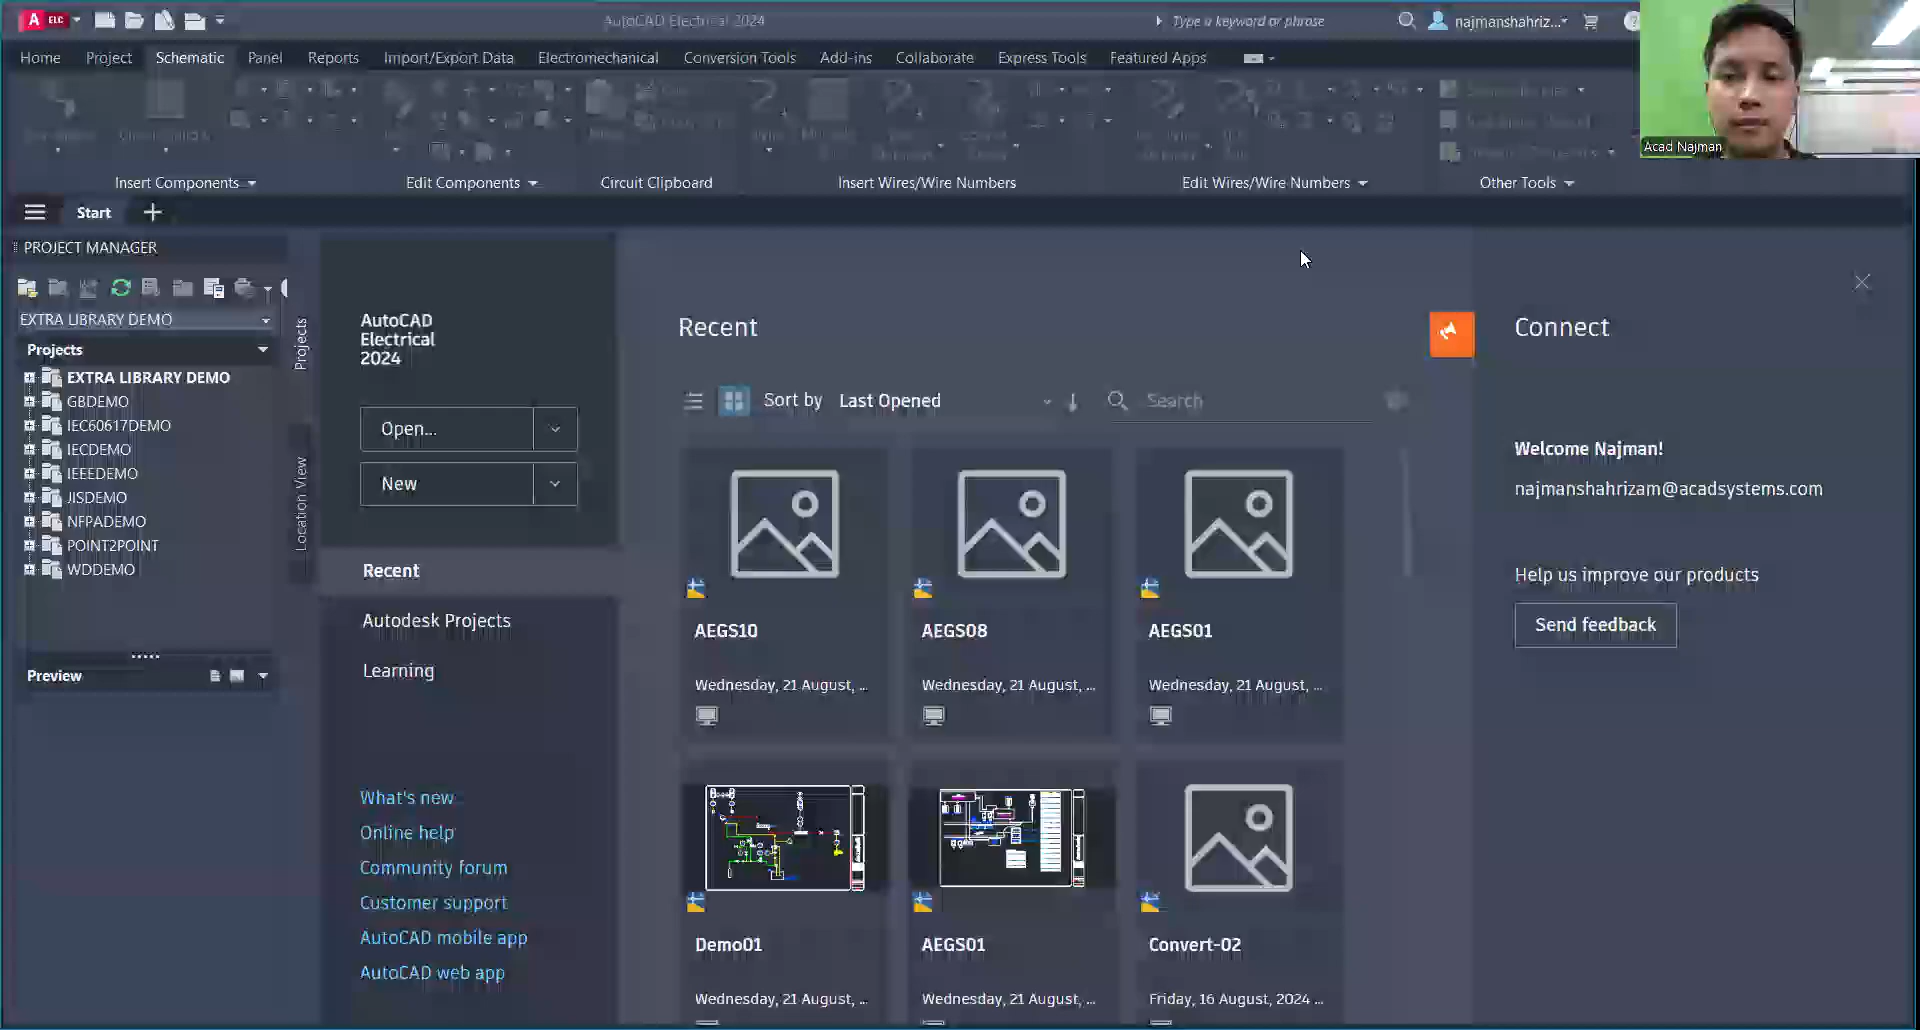 A ELC
AutoCAD Electrical 2024
Type a keyword or phrase
najmanshahriz...
Home
Project
Schematic
Panel
Reports
Import/Export Data
Electromechanical
Conversion Tools
Add-ins
Collaborate
Express Tools
Featured Apps
Acad Najman
Insert Components
Edit Components
Circuit Clipboard
Insert Wires/Wire Numbers
Edit Wires/Wire Numbers
Other Tools
Start
PROJECT MANAGER
EXTRA LIBRARY DEMO
Projects
EXTRA LIBRARY DEMO
GBDEMO
IEC60617DEMO
IECDEMO
IEEEDEMO
JISDEMO
NFPADEMO
POINT2POINT
WDDEMO
Preview
Projects
Location View
AutoCAD
Electrical
2024
Open...
New
Recent
Autodesk Projects
Learning
What's new
Online help
Community forum
Customer support
AutoCAD mobile app
AutoCAD web app
Recent
Sort by Last Opened
Search
AEGS10
Wednesday, 21 August, ...
AEGS08
Wednesday, 21 August, ...
AEGS01
Wednesday, 21 August, ...
Demo01
Wednesday, 21 August, ...
AEGS01
Wednesday, 21 August, ...
Convert-02
Friday, 16 August, 2024 ...
Connect
Welcome Najman!
najmanshahrizam@acadsystems.com
Help us improve our products
Send feedback